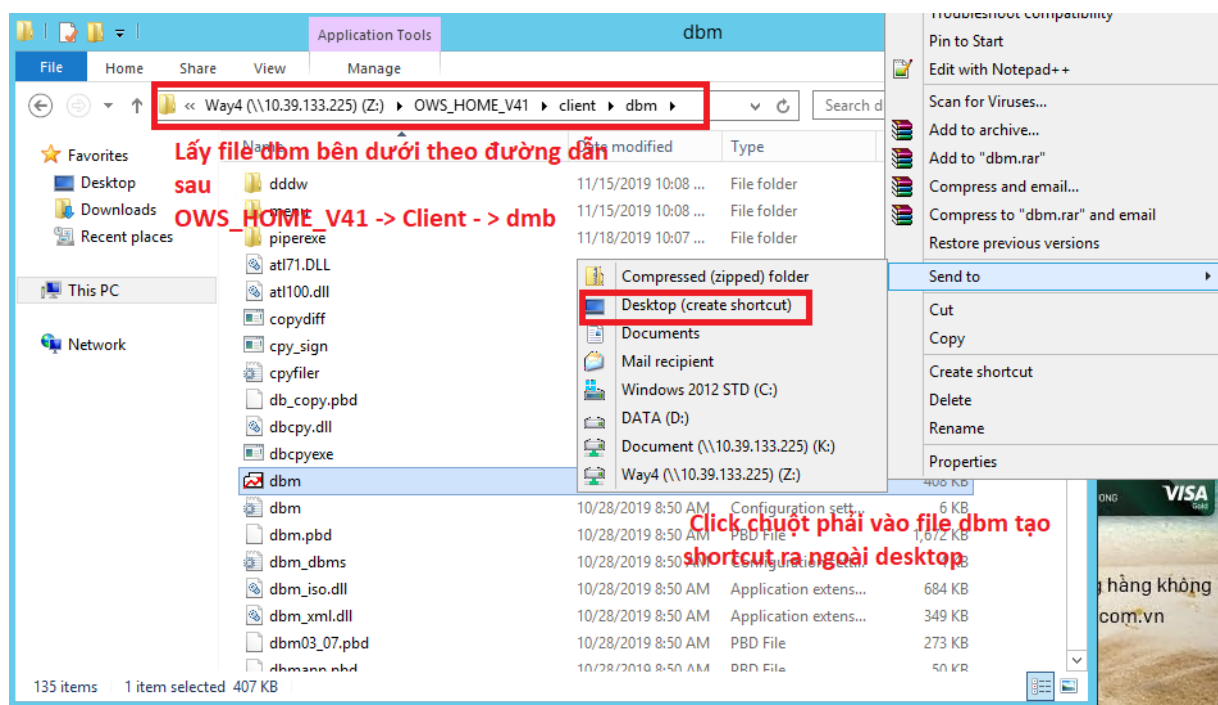 Application Tools
dbm
File Home Share View Manage
« Way4 (\\10.39.133.225) (Z:) ▸ OWS_HOME_V41 ▸ client ▸ dbm ▸
Search d
Lấy file dbm bên dưới theo đường dẫn
sau
OWS_HOME_V41 -> Client - > dmb
Favorites
Desktop
Downloads
Recent places
This PC
Network
Name Date modified Type
dddw 11/15/2019 10:08 ... File folder
menu 11/15/2019 10:08 ... File folder
piperexe 11/18/2019 10:07 ... File folder
atl71.DLL
atl100.dll
copydiff
cpy_sign
cpyfiler
db_copy.pbd
dbcpy.dll
dbcpyexe
dbm 408 KB
dbm 10/28/2019 8:50 AM Configuration sett... 6 KB
dbm.pbd 10/28/2019 8:50 AM PBD File 1,672 KB
dbm_dbms 10/28/2019 8:50 AM Configuration sett... KB
dbm_iso.dll 10/28/2019 8:50 AM Application extens... 684 KB
dbm_xml.dll 10/28/2019 8:50 AM Application extens... 349 KB
dbm03_07.pbd 10/28/2019 8:50 AM PBD File 273 KB
dbmann.pbd 10/28/2019 8:50 AM PBD File 50 KB
135 items 1 item selected 407 KB
Compressed (zipped) folder
Desktop (create shortcut)
Documents
Mail recipient
Windows 2012 STD (C:)
DATA (D:)
Document (\\10.39.133.225) (K:)
Way4 (\\10.39.133.225) (Z:)
Troubleshoot compatibility
Pin to Start
Edit with Notepad++
Scan for Viruses...
Add to archive...
Add to "dbm.rar"
Compress and email...
Compress to "dbm.rar" and email
Restore previous versions
Send to
Cut
Copy
Create shortcut
Delete
Rename
Properties
Click chuột phải vào file dbm tạo
shortcut ra ngoài desktop
ONG VISA
Gold
g hàng không
com.vn